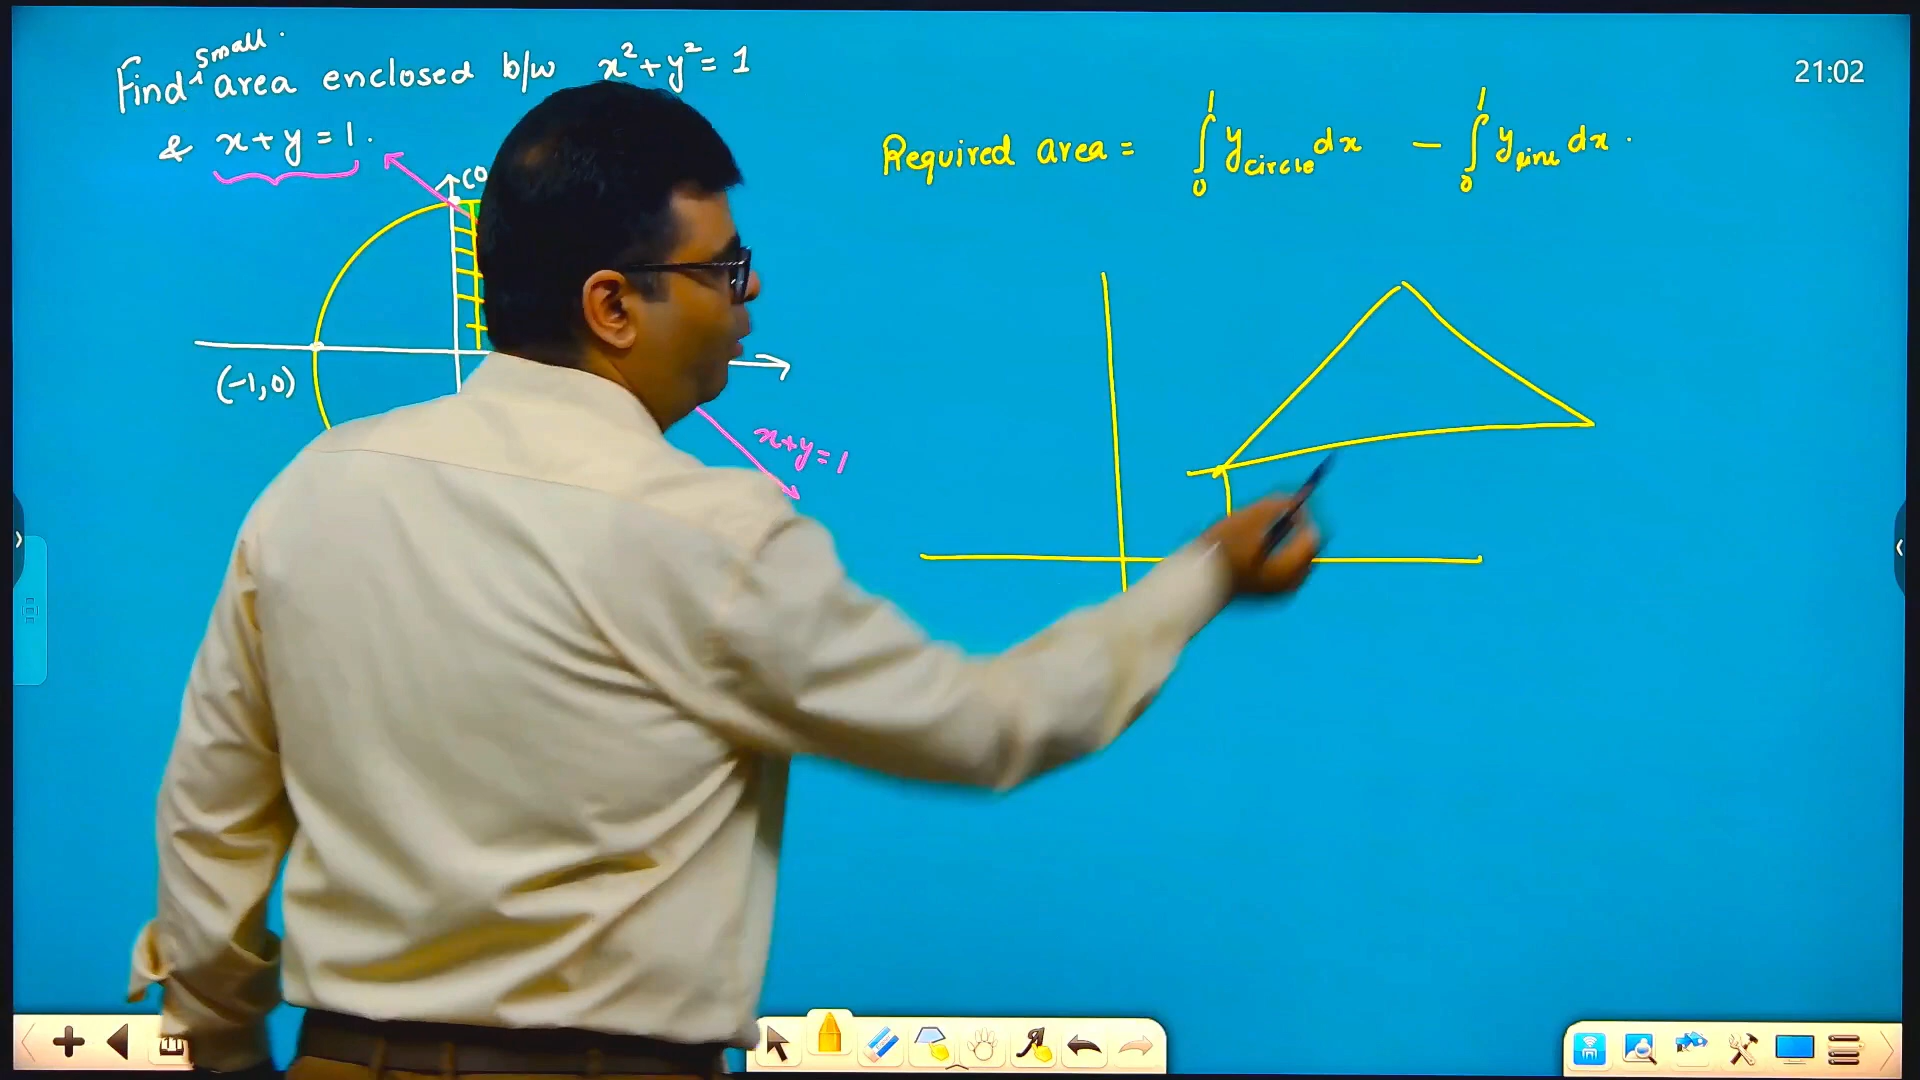 Find small area enclosed b/w x²+y²=1
& x+y=1.
(-1,0)
x+y=1
Required area = ∫₀¹ y_circle dx − ∫₀¹ y_line dx.
21:02